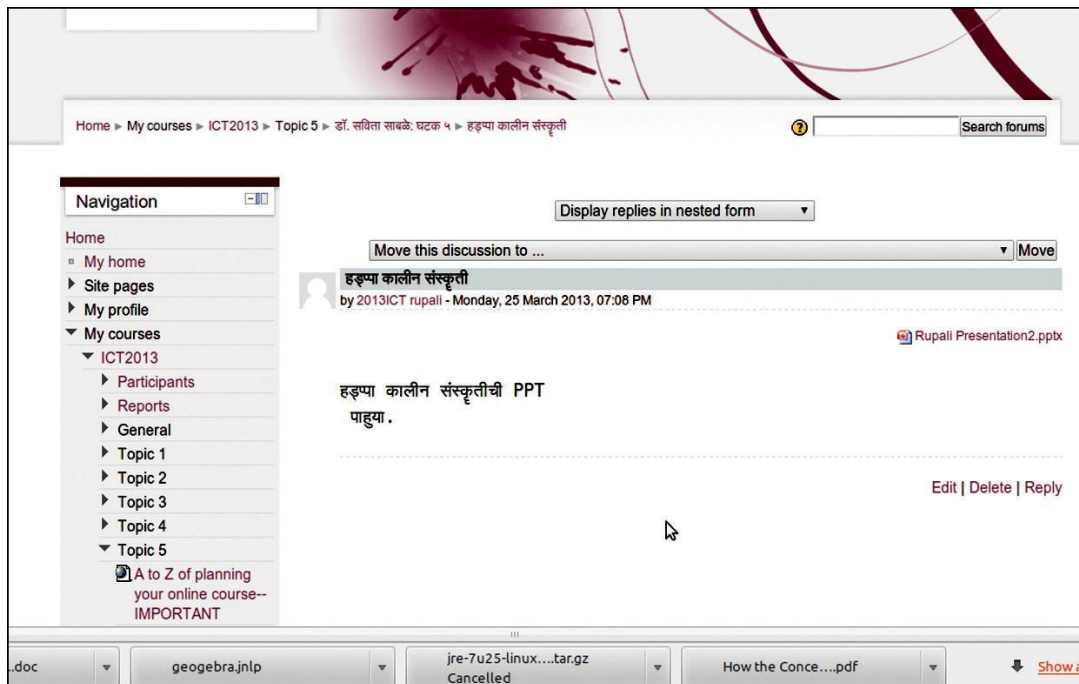 Home ► My courses ► ICT2013 ► Topic 5 ► डॉ. सविता साबळे: घटक ५ ► हडप्पा कालीन संस्कृती
Search forums
Navigation
Display replies in nested form
Home
Move this discussion to ...
Move
My home
हडप्पा कालीन संस्कृती
Site pages
by 2013ICT rupali - Monday, 25 March 2013, 07:08 PM
My profile
My courses
Rupali Presentation2.pptx
ICT2013
Participants
हडप्पा कालीन संस्कृतीची PPT
Reports
पाहुया.
General
Topic 1
Topic 2
Edit | Delete | Reply
Topic 3
Topic 4
Topic 5
A to Z of planning
your online course--
IMPORTANT
..doc
geogebra.jnlp
jre-7u25-linux....tar.gz
Cancelled
How the Conce....pdf
Show a